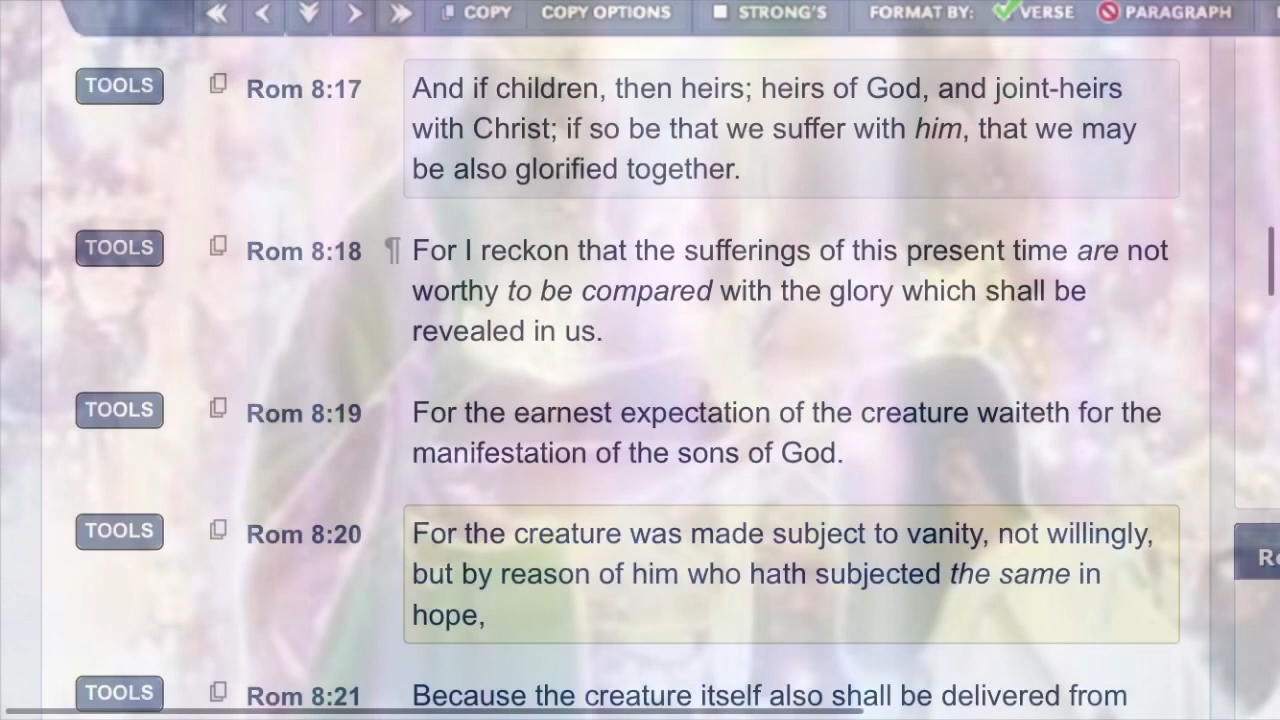 COPY COPY OPTIONS STRONG'S FORMAT BY: VERSE PARAGRAPH
TOOLS Rom 8:17 And if children, then heirs; heirs of God, and joint-heirs
with Christ; if so be that we suffer with him, that we may
be also glorified together.
TOOLS Rom 8:18 ¶ For I reckon that the sufferings of this present time are not
worthy to be compared with the glory which shall be
revealed in us.
TOOLS Rom 8:19 For the earnest expectation of the creature waiteth for the
manifestation of the sons of God.
TOOLS Rom 8:20 For the creature was made subject to vanity, not willingly,
but by reason of him who hath subjected the same in
hope,
TOOLS Rom 8:21 Because the creature itself also shall be delivered from